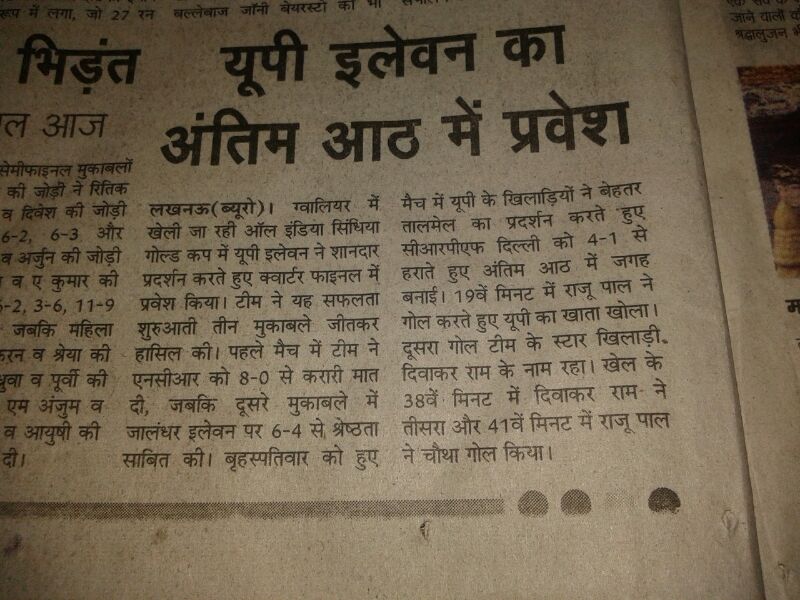 रूप में लगा, जो 27 रन
बल्लेबाज जॉनी बेयरस्टो को भी
भिड़ंत
ल आज
सेमीफाइनल मुकाबलों
की जोड़ी ने रितिक
व दिवेश की जोड़ी
6-2, 6-3 और
व अर्जुन की जोड़ी
व ए कुमार की
6-2, 3-6, 11-9
जबकि महिला
करन व श्रेया की
ध्रुवा व पूर्वी की
एम अंजुम व
व आयुषी की
दी।
यूपी इलेवन का
अंतिम आठ में प्रवेश
लखनऊ(ब्यूरो)। ग्वालियर में
खेली जा रही ऑल इंडिया सिंधिया
गोल्ड कप में यूपी इलेवन ने शानदार
प्रदर्शन करते हुए क्वार्टर फाइनल में
प्रवेश किया। टीम ने यह सफलता
शुरुआती तीन मुकाबले जीतकर
हासिल की। पहले मैच में टीम ने
एनसीआर को 8-0 से करारी मात
दी, जबकि दूसरे मुकाबले में
जालंधर इलेवन पर 6-4 से श्रेष्ठता
साबित की। बृहस्पतिवार को हुए
मैच में यूपी के खिलाड़ियों ने बेहतर
तालमेल का प्रदर्शन करते हुए
सीआरपीएफ दिल्ली को 4-1 से
हराते हुए अंतिम आठ में जगह
बनाई। 19वें मिनट में राजू पाल ने
गोल करते हुए यूपी का खाता खोला।
दूसरा गोल टीम के स्टार खिलाड़ी
दिवाकर राम के नाम रहा। खेल के
38वें मिनट में दिवाकर राम ने
तीसरा और 41वें मिनट में राजू पाल
ने चौथा गोल किया।
जाने वालों
श्रद्धालुजन